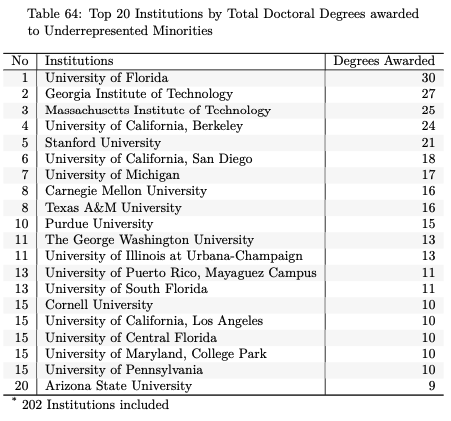 Table 64: Top 20 Institutions by Total Doctoral Degrees awarded
to Underrepresented Minorities
No Institutions Degrees Awarded
1 University of Florida 30
2 Georgia Institute of Technology 27
3 Massachusetts Institute of Technology 25
4 University of California, Berkeley 24
5 Stanford University 21
6 University of California, San Diego 18
7 University of Michigan 17
8 Carnegie Mellon University 16
8 Texas A&M University 16
10 Purdue University 15
11 The George Washington University 13
11 University of Illinois at Urbana-Champaign 13
13 University of Puerto Rico, Mayaguez Campus 11
13 University of South Florida 11
15 Cornell University 10
15 University of California, Los Angeles 10
15 University of Central Florida 10
15 University of Maryland, College Park 10
15 University of Pennsylvania 10
20 Arizona State University 9
* 202 Institutions included